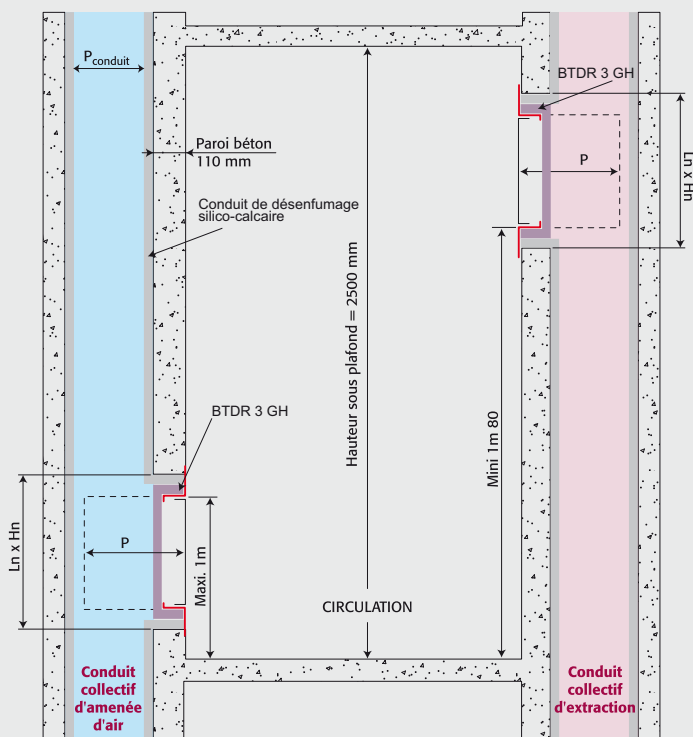 Pconduit
BTDR 3 GH
P
Ln x Hn
Paroi béton
110 mm
Conduit de désenfumage
silico-calcaire
Hauteur sous plafond = 2500 mm
Mini 1m 80
BTDR 3 GH
Ln x Hn
P
Maxi. 1m
CIRCULATION
Conduit
collectif
d'amenée
d'air
Conduit
collectif
d'extraction